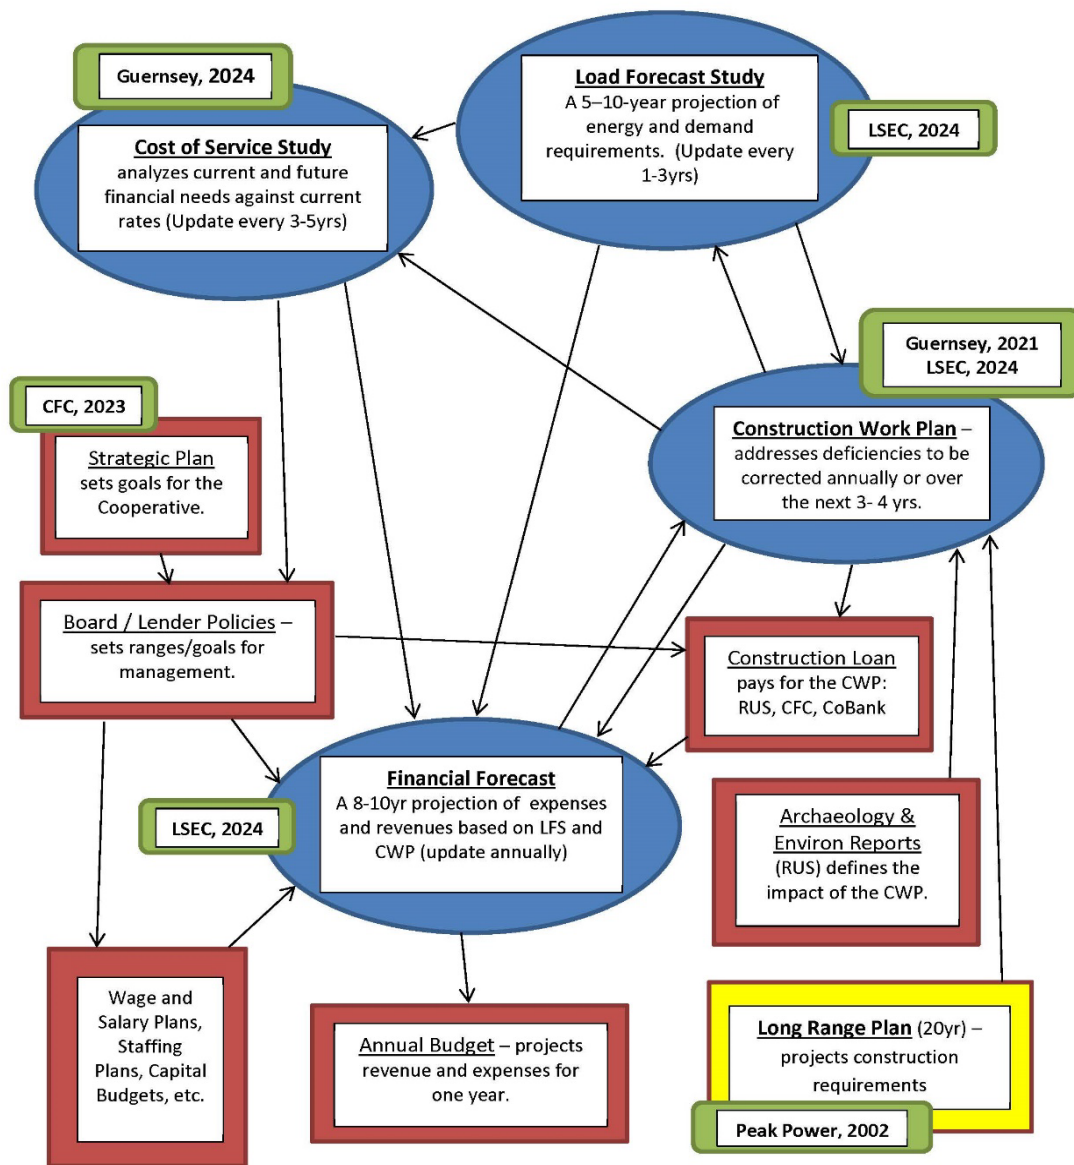 Guernsey, 2024
Cost of Service Study
analyzes current and future
financial needs against current
rates (Update every 3-5yrs)
Load Forecast Study
A 5–10-year projection of
energy and demand
requirements.  (Update every
1-3yrs)
LSEC, 2024
Guernsey, 2021
LSEC, 2024
Construction Work Plan –
addresses deficiencies to be
corrected annually or over
the next 3- 4 yrs.
CFC, 2023
Strategic Plan
sets goals for the
Cooperative.
Board / Lender Policies –
sets ranges/goals for
management.
Construction Loan
pays for the CWP:
RUS, CFC, CoBank
Financial Forecast
A 8-10yr projection of  expenses
and revenues based on LFS and
CWP (update annually)
LSEC, 2024
Archaeology &
Environ Reports
(RUS) defines the
impact of the CWP.
Wage and
Salary Plans,
Staffing
Plans, Capital
Budgets, etc.
Annual Budget – projects
revenue and expenses for
one year.
Long Range Plan (20yr) –
projects construction
requirements
Peak Power, 2002